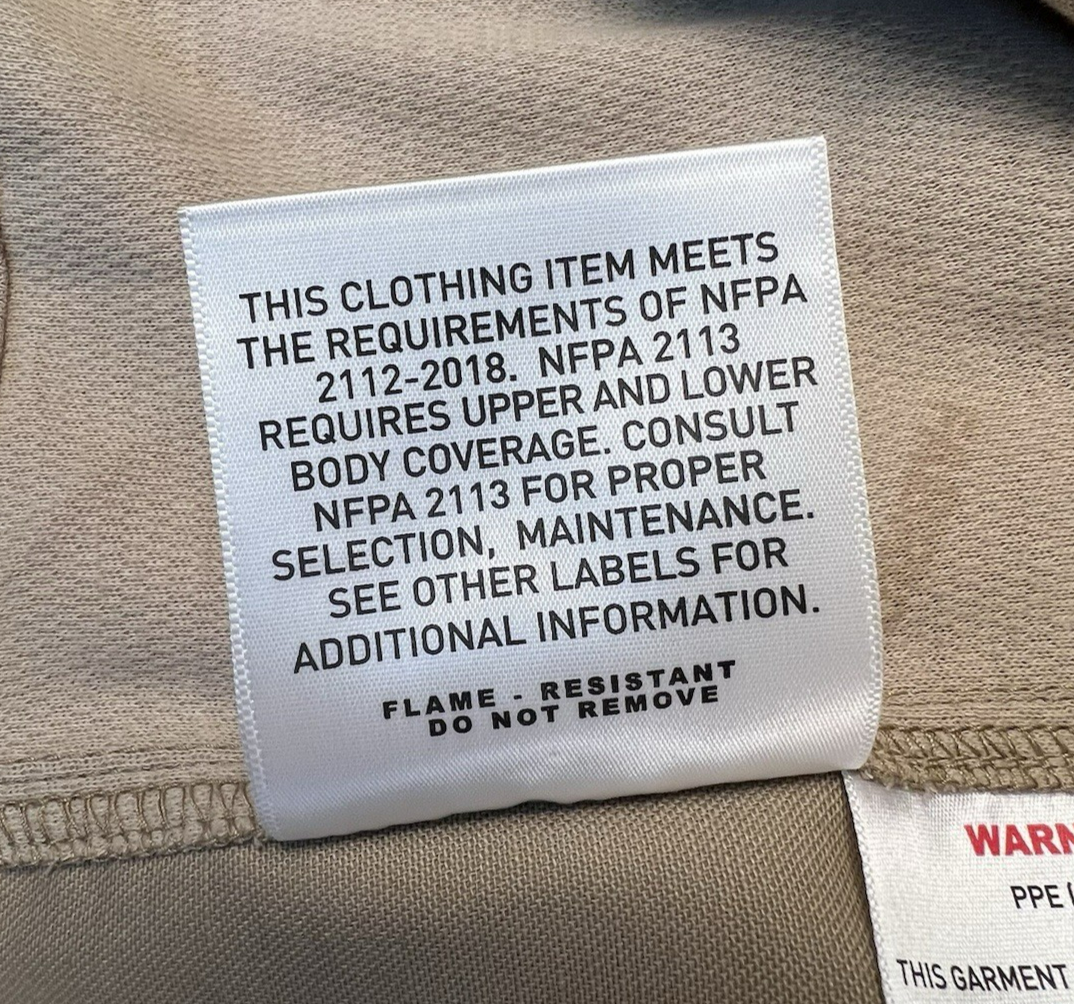 THIS CLOTHING ITEM MEETS
THE REQUIREMENTS OF NFPA
2112-2018. NFPA 2113
REQUIRES UPPER AND LOWER
BODY COVERAGE. CONSULT
NFPA 2113 FOR PROPER
SELECTION, MAINTENANCE.
SEE OTHER LABELS FOR
ADDITIONAL INFORMATION.
FLAME - RESISTANT
DO NOT REMOVE
PPE
THIS GARMENT